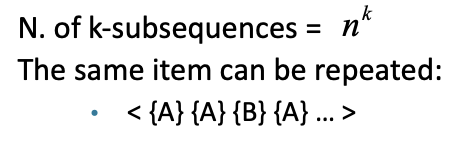 N. of k-subsequences = n^k
The same item can be repeated:
• < {A} {A} {B} {A} ... >